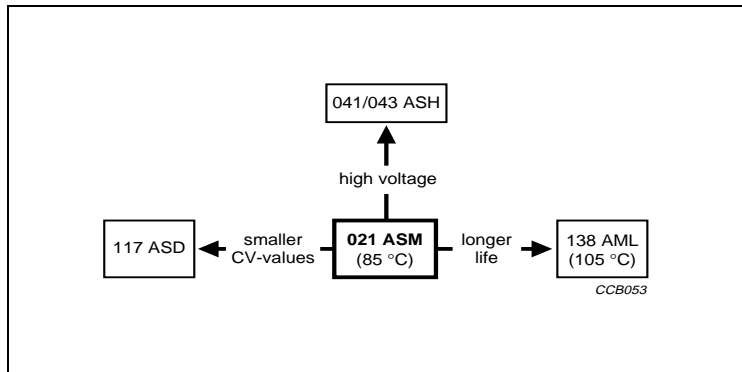 041/043 ASH
high voltage
117 ASD
smaller
CV-values
021 ASM
(85 °C)
longer
life
138 AML
(105 °C)
CCB053